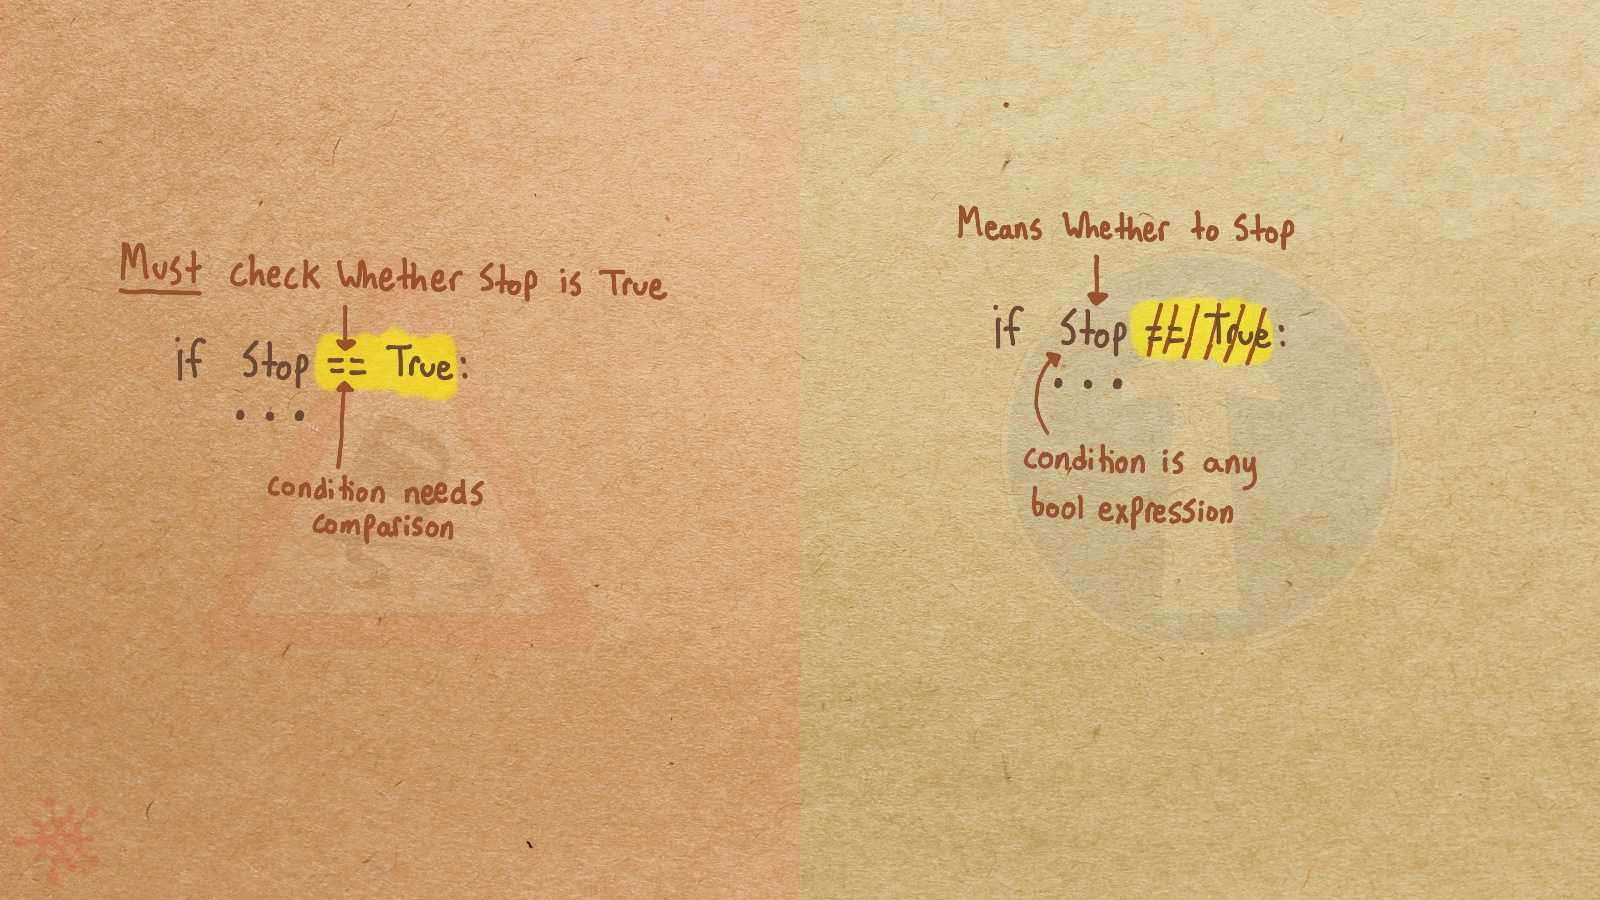 Must check whether Stop is True
if Stop == True:
...
condition needs
comparison
Means whether to Stop
if Stop == True:
...
condition is any
bool expression